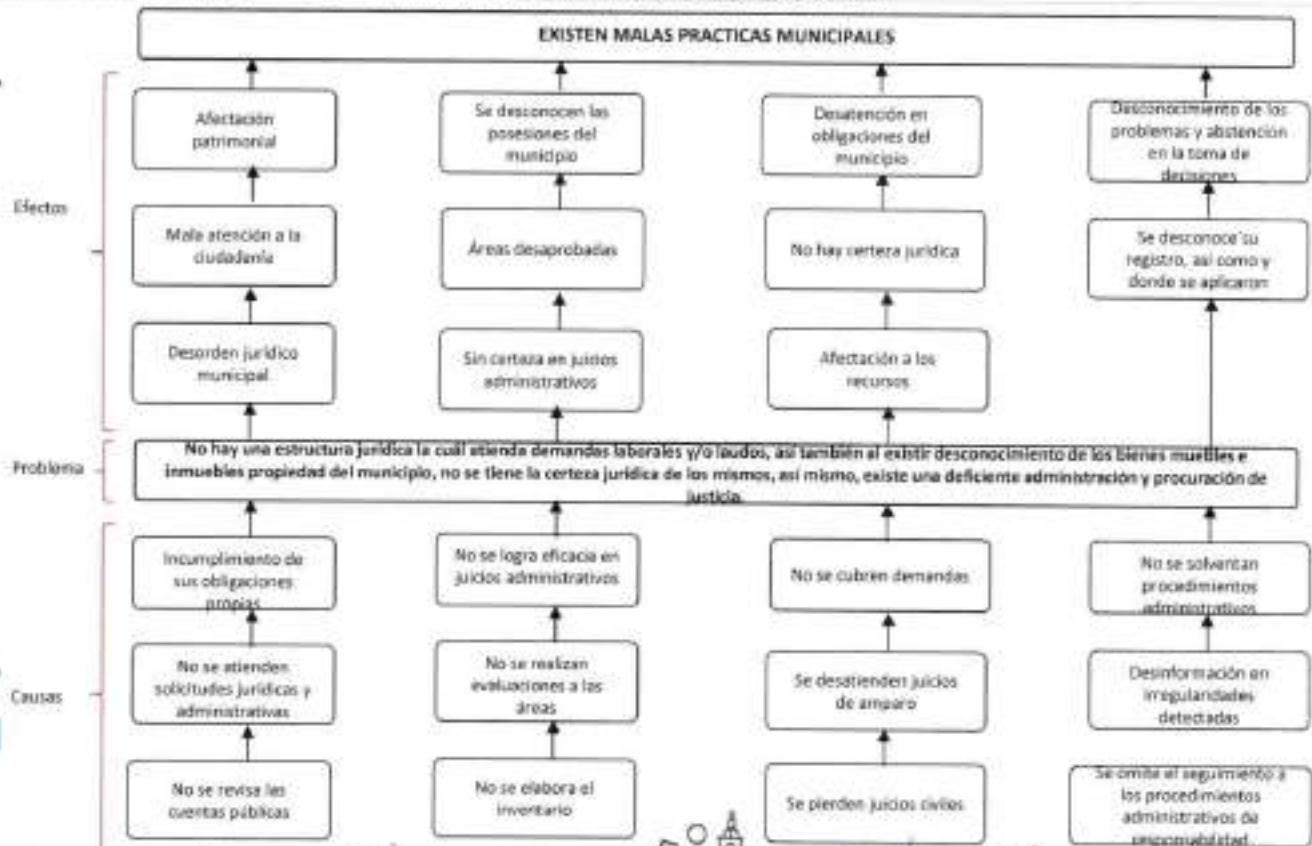 EXISTEN MALAS PRACTICAS MUNICIPALES
Afectación
patrimonial
Se desconocen las
posesiones del
municipio
Desatención en
obligaciones del
municipio
Desconocimiento de los
problemas y abstención
en la toma de
decisiones
Efectos
Mala atención a la
ciudadanía
Áreas desaprobadas
No hay certeza jurídica
Se desconoce su
registro, así como y
donde se aplicaron
Desorden jurídico
municipal
Sin certeza en juicios
administrativos
Afectación a los
recursos
Problema
No hay una estructura jurídica la cuál atienda demandas laborales y/o laudos, así también al existir desconocimiento de los bienes muebles e
inmuebles propiedad del municipio, no se tiene la certeza jurídica de los mismos, así mismo, existe una deficiente administración y procuración de
justicia.
Incumplimiento de
sus obligaciones
propias
No se logra eficacia en
juicios administrativos
No se cubren demandas
No se solventan
procedimientos
administrativos
Causas
No se atienden
solicitudes jurídicas y
administrativas
No se realizan
evaluaciones a las
áreas
Se desatienden juicios
de amparo
Desinformación en
irregularidades
detectadas
No se revisa las
cuentas públicas
No se elabora el
inventario
Se pierden juicios civiles
Se omite el seguimiento a
los procedimientos
administrativos de
responsabilidad.